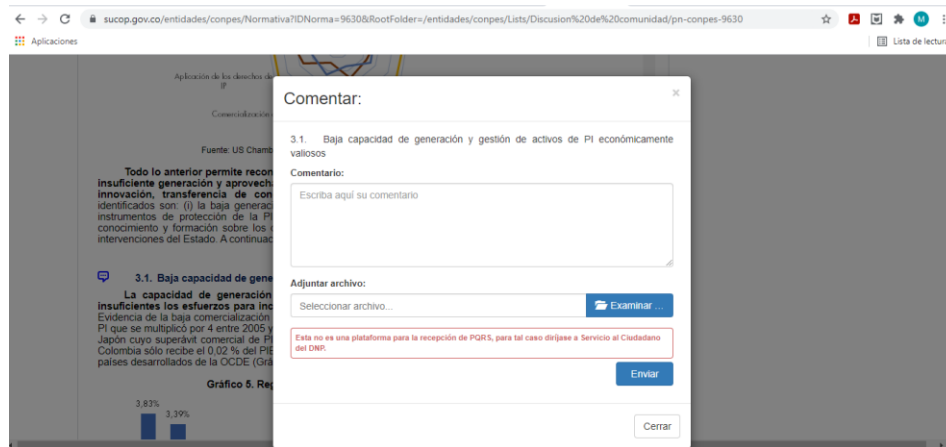 sucop.gov.co/entidades/conpes/Normativa?IDNorma=9630&RootFolder=/entidades/conpes/Lists/Discusion%20de%20comunidad/pn-conpes-9630
M
Aplicaciones
Lista de lectura
Aplicación de los derechos de
IP
Comercialización
Fuente: US Chamb
Todo lo anterior permite recon
insuficiente generación y aprovecha
innovación, transferencia de con
identificados son: (i) la baja generac
instrumentos de protección de la PI
conocimiento y formación sobre los
intervenciones del Estado. A continuac
3.1. Baja capacidad de gene
La capacidad de generación
insuficientes los esfuerzos para inc
Evidencia de la baja comercialización
PI que se multiplicó por 4 entre 2005 y
Japón cuyo superávit comercial de PI
Colombia sólo recibe el 0,02 % del PIB
países desarrollados de la OCDE (Grá
Gráfico 5. Reg
3,83%
3,39%
Comentar:
×
3.1. Baja capacidad de generación y gestión de activos de PI económicamente
valiosos
Comentario:
Escriba aquí su comentario
Adjuntar archivo:
Seleccionar archivo...
Examinar ...
Esta no es una plataforma para la recepción de PQRS, para tal caso diríjase a Servicio al Ciudadano
del DNP.
Enviar
Cerrar